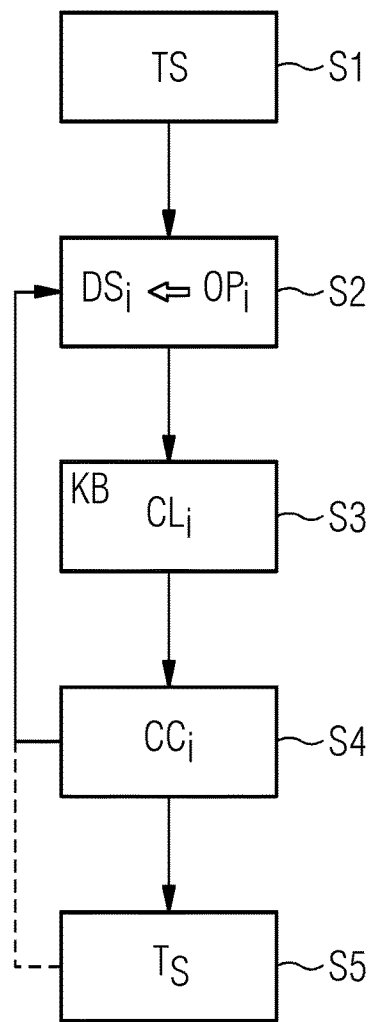 TS S1
DSi ⇐ OPi S2
KB
CLi S3
CCi S4
TS S5